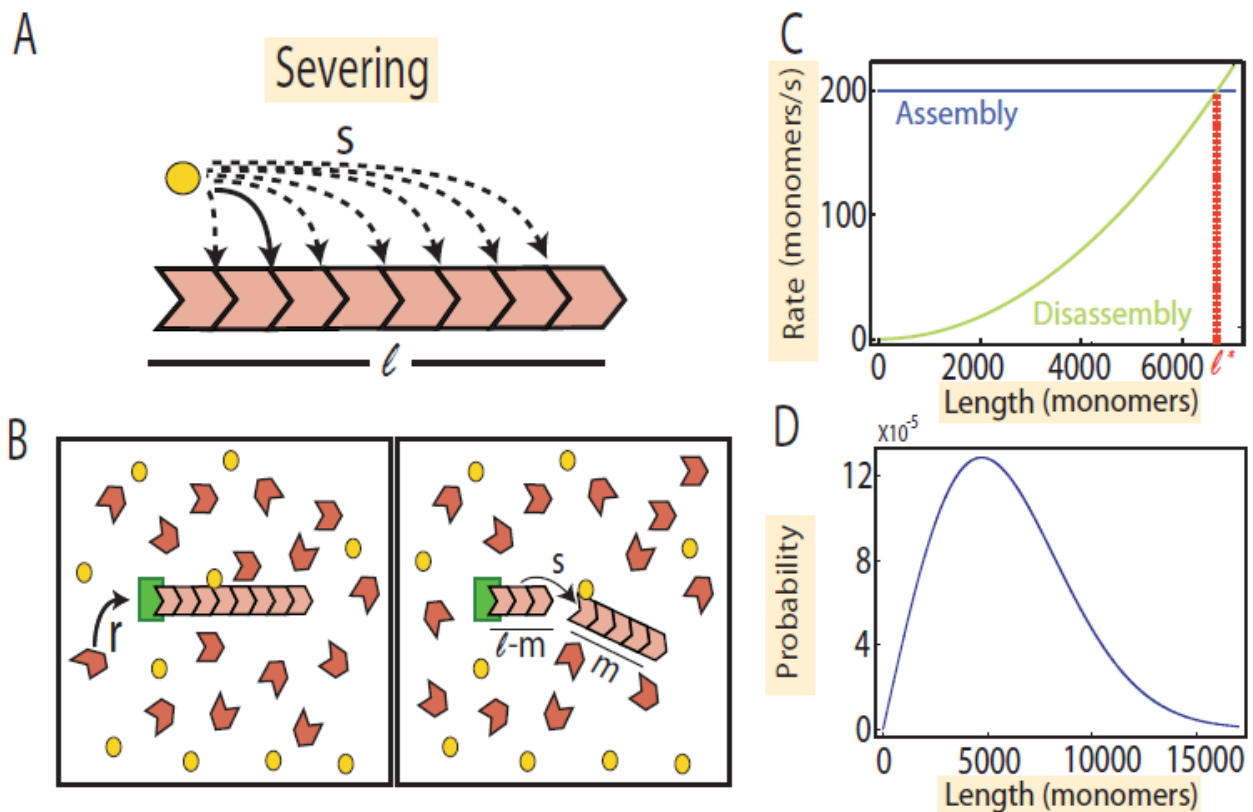 A
Severing
s
ℓ
B
r
s
ℓ-m
m
C
Rate (monomers/s)
200
100
0
Assembly
Disassembly
0
2000
4000
6000
ℓ*
Length (monomers)
D
X10⁻⁵
Probability
12
8
4
0
0
5000
10000
15000
Length (monomers)